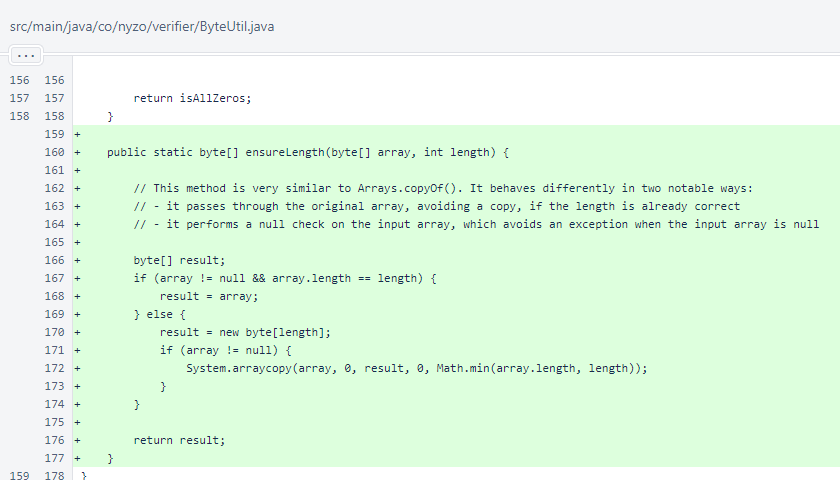 src/main/java/co/nyzo/verifier/ByteUtil.java
...
156 156
157 157         return isAllZeros;
158 158     }
159 +
160 +     public static byte[] ensureLength(byte[] array, int length) {
161 +
162 +         // This method is very similar to Arrays.copyOf(). It behaves differently in two notable ways:
163 +         // - it passes through the original array, avoiding a copy, if the length is already correct
164 +         // - it performs a null check on the input array, which avoids an exception when the input array is null
165 +
166 +         byte[] result;
167 +         if (array != null && array.length == length) {
168 +             result = array;
169 +         } else {
170 +             result = new byte[length];
171 +             if (array != null) {
172 +                 System.arraycopy(array, 0, result, 0, Math.min(array.length, length));
173 +             }
174 +         }
175 +
176 +         return result;
177 +     }
159 178 }